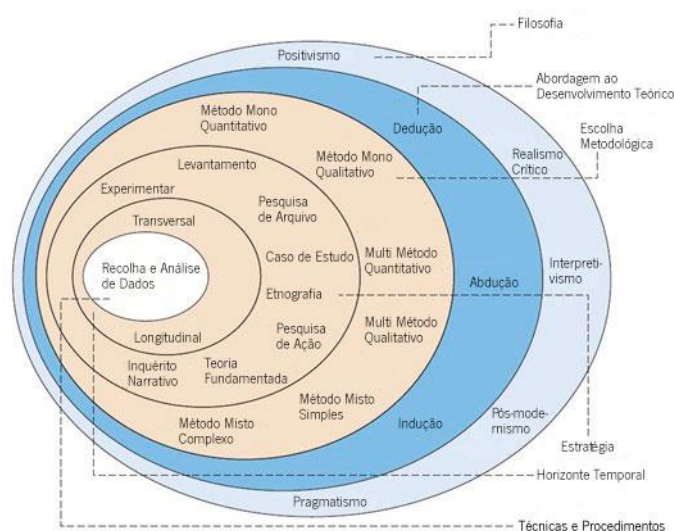 Filosofia
Positivismo
Abordagem ao
Desenvolvimento Teórico
Método Mono
Quantitativo
Dedução
Escolha
Metodológica
Levantamento
Método Mono
Qualitativo
Realismo
Crítico
Experimentar
Pesquisa
de Arquivo
Transversal
Recolha e Análise
de Dados
Caso de Estudo
Multi Método
Quantitativo
Interpreti-
vismo
Abdução
Etnografia
Longitudinal
Pesquisa
de Ação
Multi Método
Qualitativo
Inquérito
Narrativo
Teoria
Fundamentada
Método Misto
Simples
Pós-mode-
rnismo
Método Misto
Complexo
Indução
Estratégia
Horizonte Temporal
Pragmatismo
Técnicas e Procedimentos